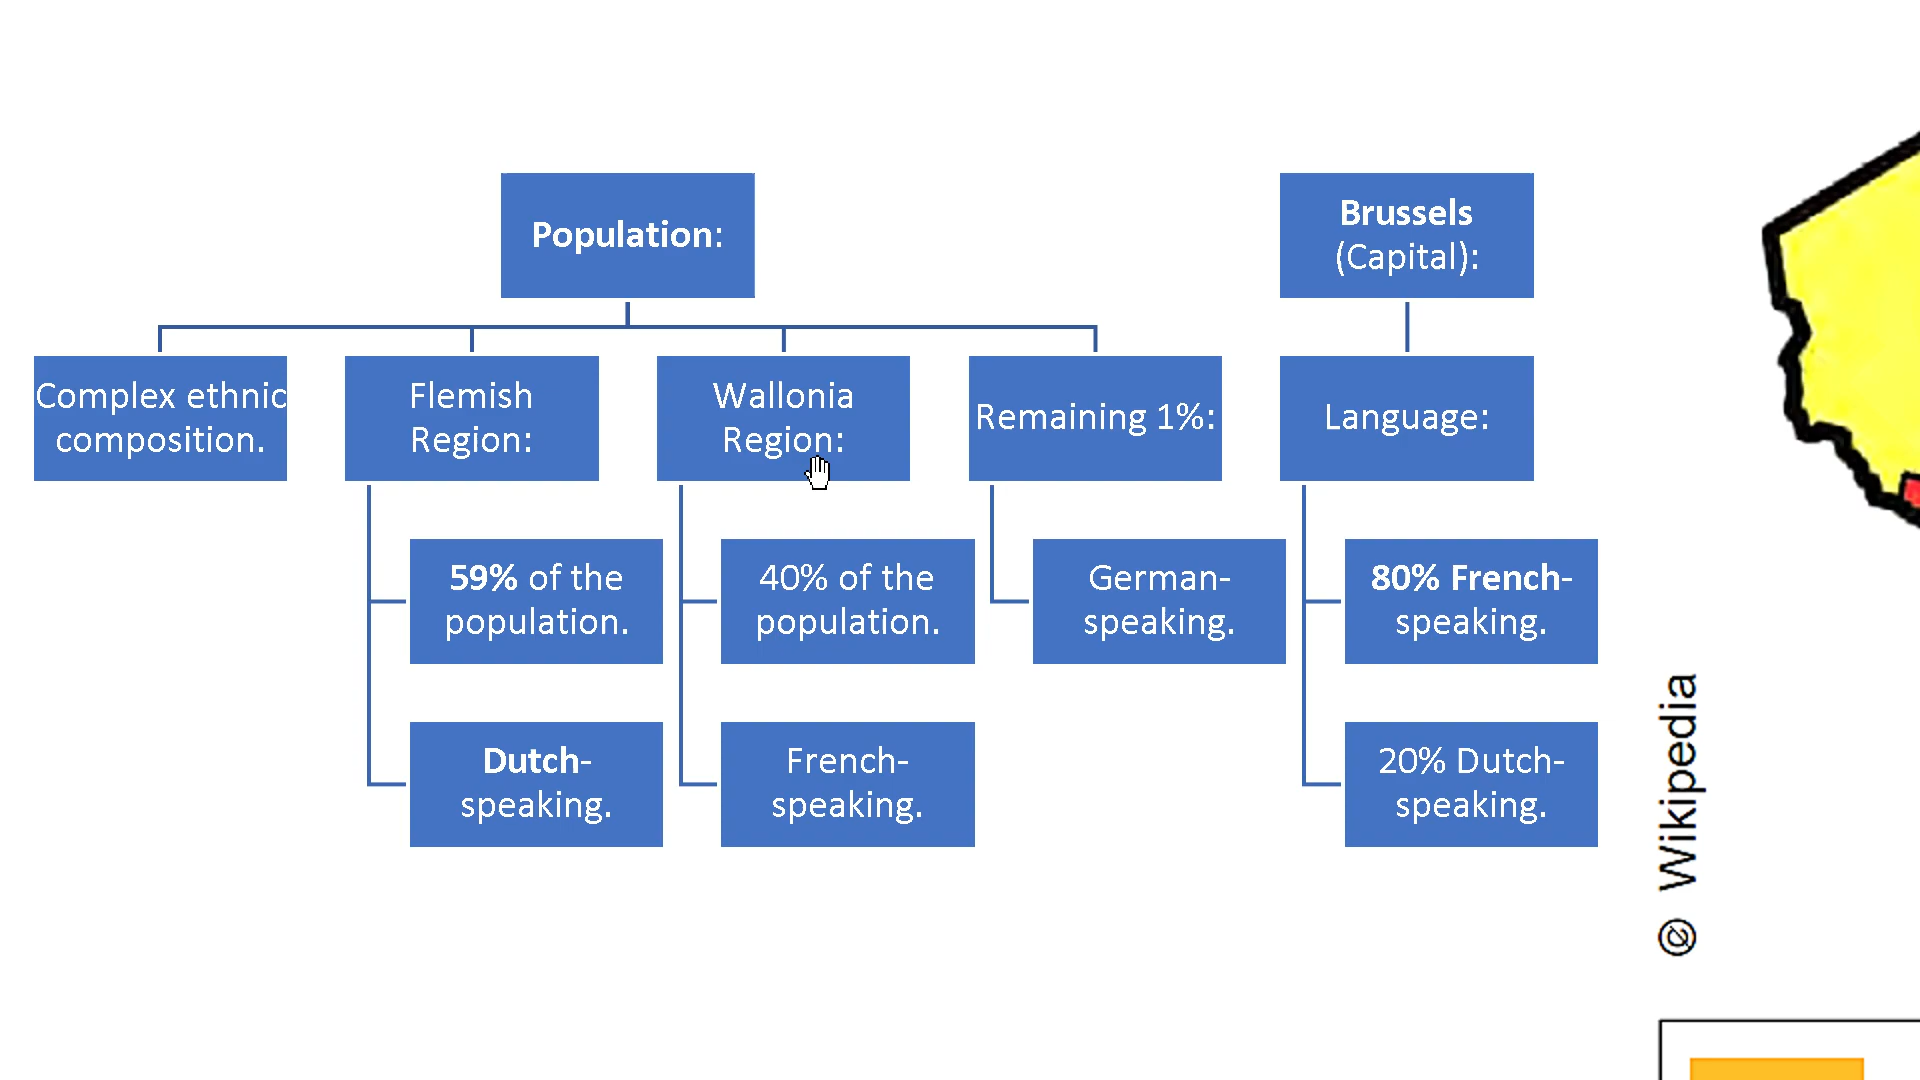 Population:
Brussels
(Capital):
Complex ethnic
composition.
Flemish
Region:
Wallonia
Region:
Remaining 1%:
Language:
59% of the
population.
40% of the
population.
German-
speaking.
80% French-
speaking.
Dutch-
speaking.
French-
speaking.
20% Dutch-
speaking.
@ Wikipedia